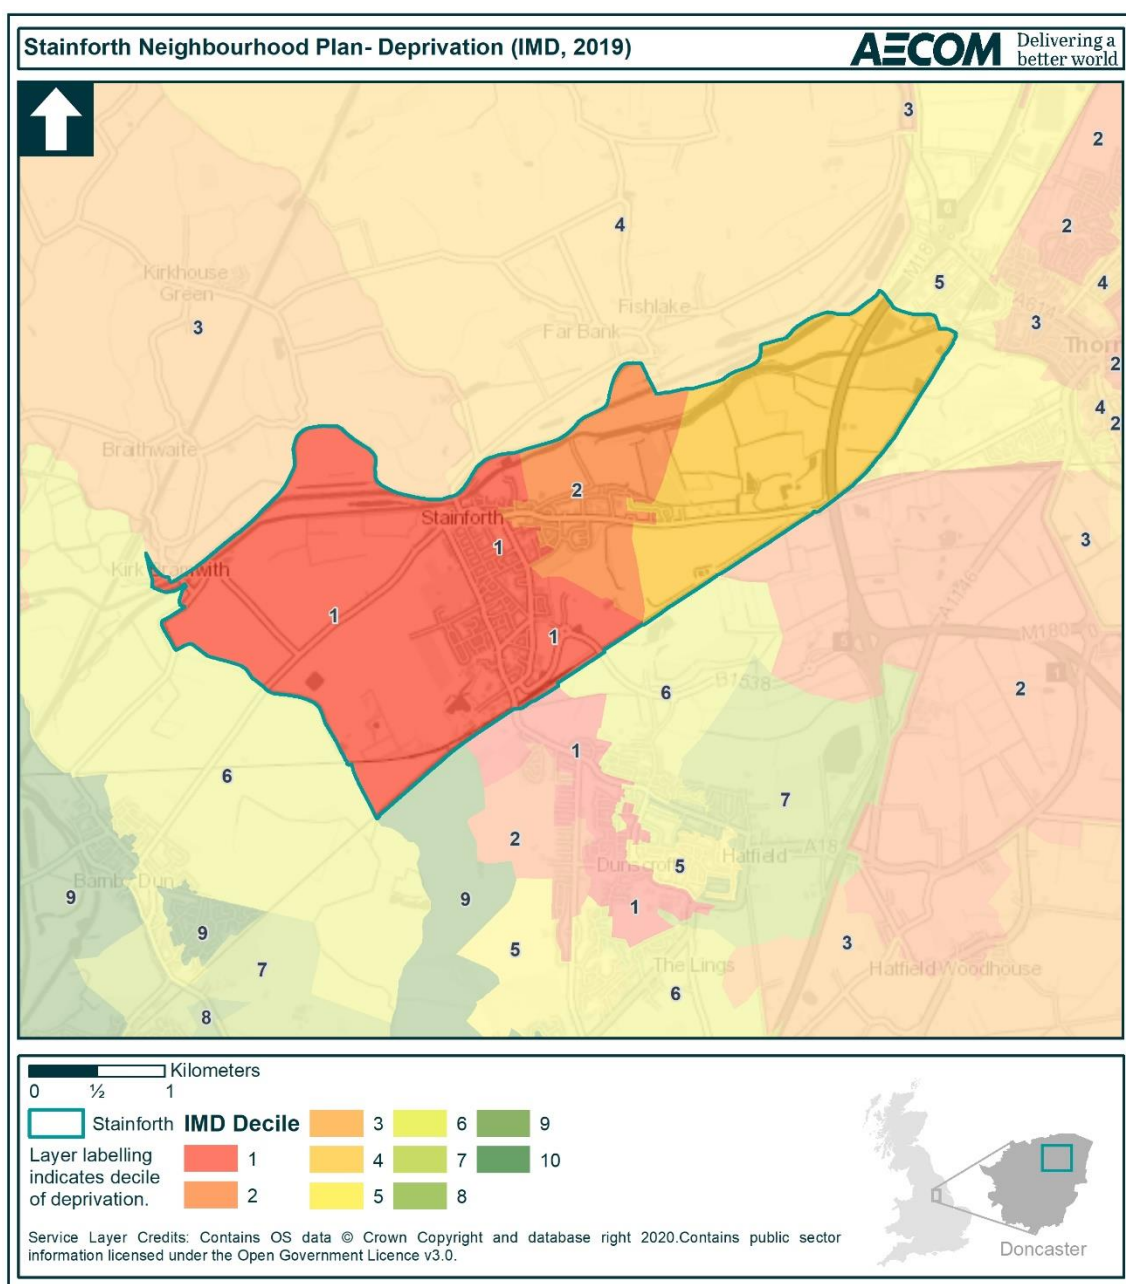 Stainforth Neighbourhood Plan- Deprivation (IMD, 2019)
AECOM
Delivering a
better world
3
2
4
2
Kirkhouse
Green
M18
5
4
Fishlake
A614
3
3
Far Bank
Thorn
2
4
2
Braithwaite
2
Stainforth
1
3
Kirk Bramwith
1
1
A1146
M180
6
B1538
2
1
6
7
2
Dunscroft
Hatfield
A18
5
Barnby Dun
9
9
1
9
3
5
7
The Lings
Hatfield Woodhouse
6
8
Kilometers
0 ½ 1
Stainforth
Layer labelling
indicates decile
of deprivation.
IMD Decile
1
2
3
4
5
6
7
8
9
10
Service Layer Credits: Contains OS data © Crown Copyright and database right 2020.Contains public sector
information licensed under the Open Government Licence v3.0.
Doncaster